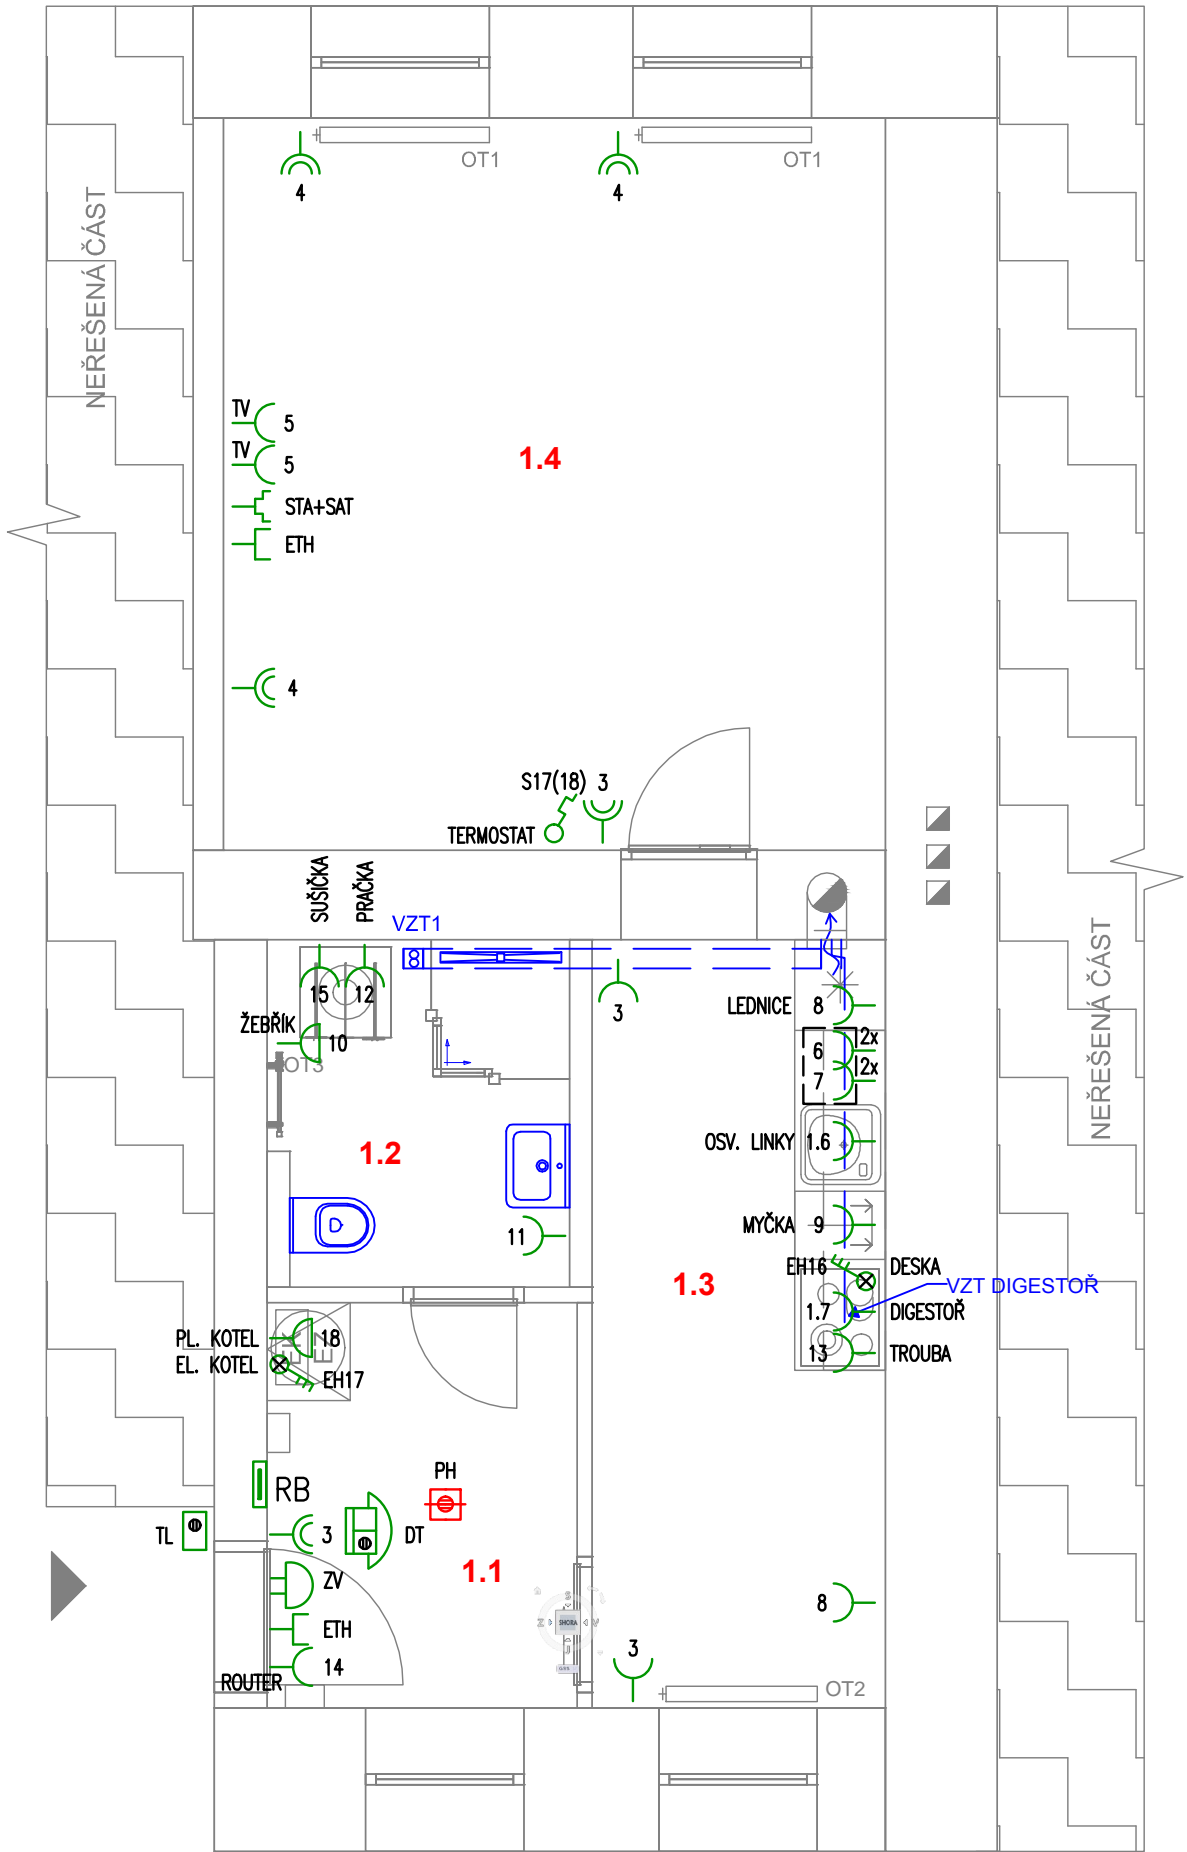 OT1
OT1
4
4
NEŘEŠENÁ ČÁST
TV
5
TV
5
1.4
STA+SAT
ETH
4
S17(18)
3
TERMOSTAT
SUŠIČKA
PRAČKA
VZT1
8
15
12
3
LEDNICE
8
NEŘEŠENÁ ČÁST
ŽEBŘÍK
10
OT3
6
2x
7
2x
1.2
OSV. LINKY
1.6
11
MYČKA
9
1.3
EH16
DESKA
VZT DIGESTOŘ
1.7
DIGESTOŘ
PL. KOTEL
18
EL. KOTEL
13
TROUBA
EH17
PH
RB
TL
3
DT
1.1
ZV
8
SHORA
ETH
3
14
ROUTER
OT2